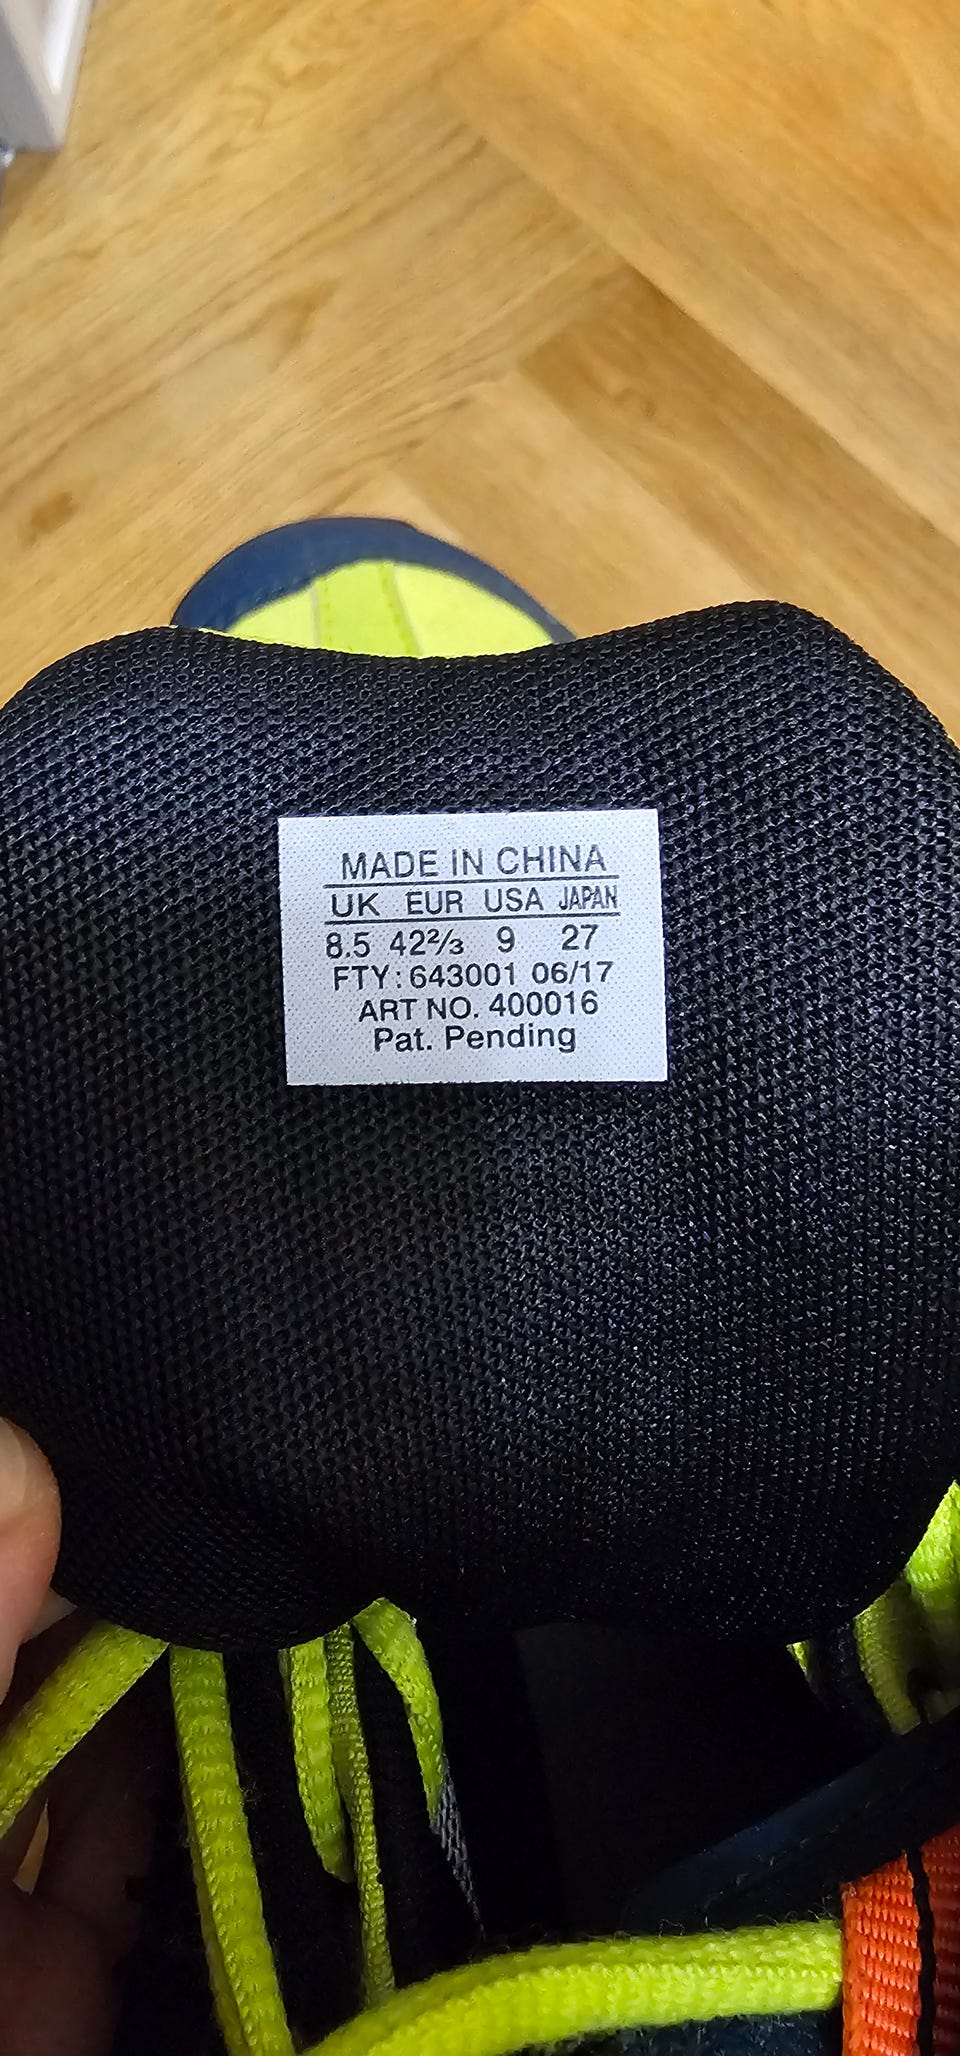 MADE IN CHINA
UK EUR USA JAPAN
8.5 42⅔ 9 27
FTY: 643001 06/17
ART NO. 400016
Pat. Pending